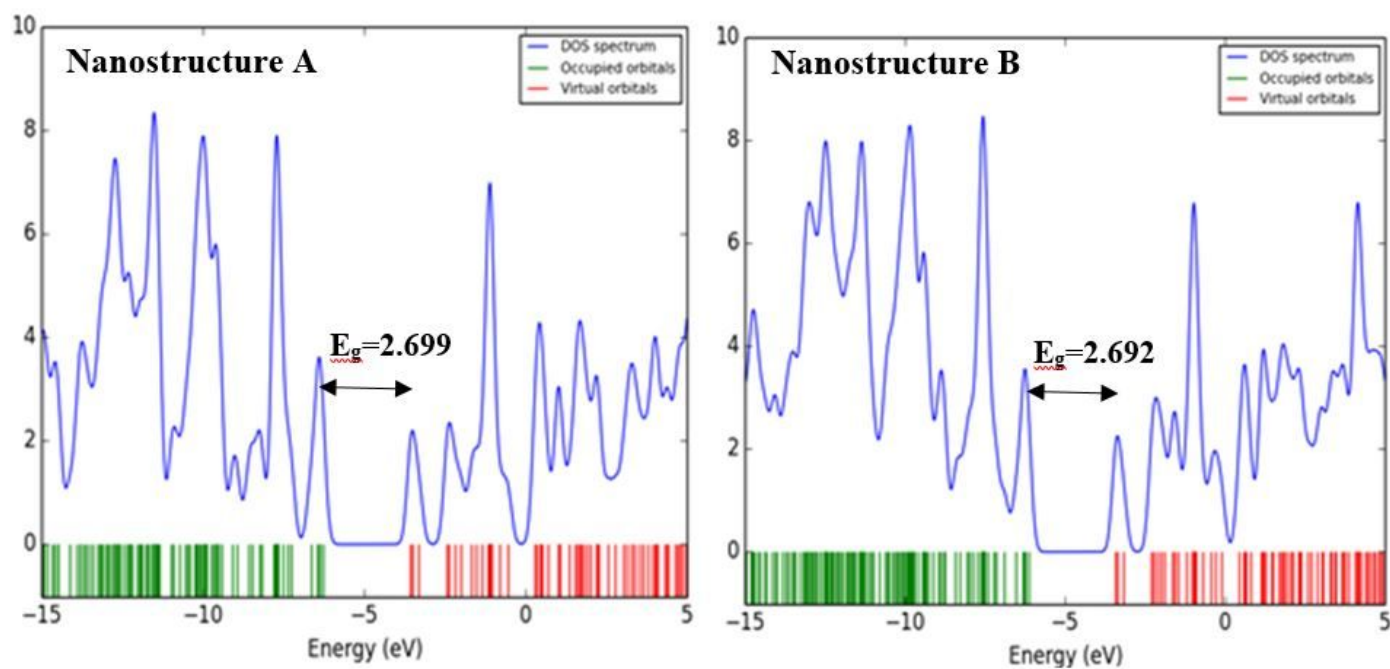 Nanostructure A
DOS spectrum
Occupied orbitals
Virtual orbitals
10
8
6
4
2
0
Eg=2.699
−15
−10
−5
0
5
Energy (eV)
Nanostructure B
DOS spectrum
Occupied orbitals
Virtual orbitals
10
8
6
4
2
0
Eg=2.692
−15
−10
−5
0
5
Energy (eV)